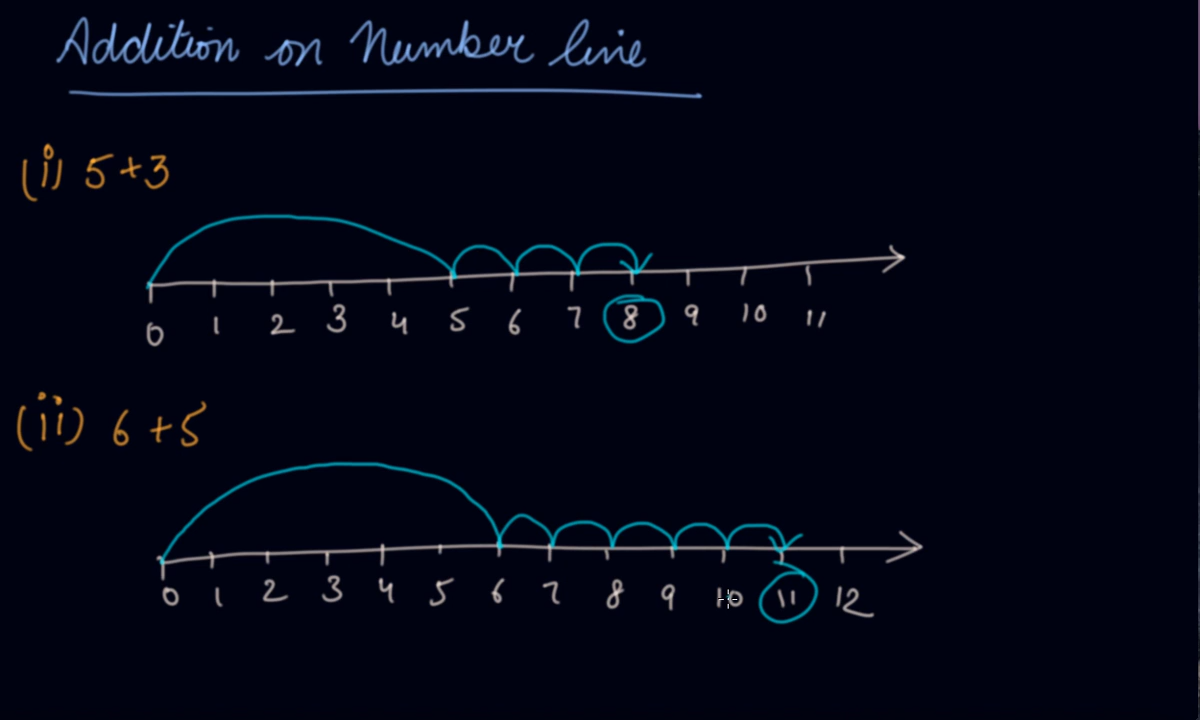 Addition on Number line
(i) 5+3
0 1 2 3 4 5 6 7 8 9 10 11
(ii) 6+5
0 1 2 3 4 5 6 7 8 9 10 11 12